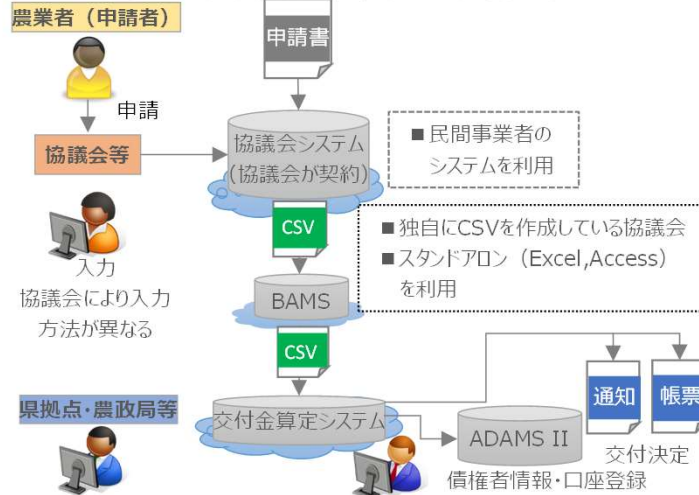 農業者（申請者）
申請書
申請
協議会等
協議会システム
(協議会が契約)
■民間事業者の
システムを利用
CSV
■独自にCSVを作成している協議会
■スタンドアロン（Excel,Access）
を利用
入力
協議会により入力
方法が異なる
BAMS
CSV
県拠点・農政局等
交付金算定システム
通知
帳票
ADAMS II
交付決定
債権者情報・口座登録